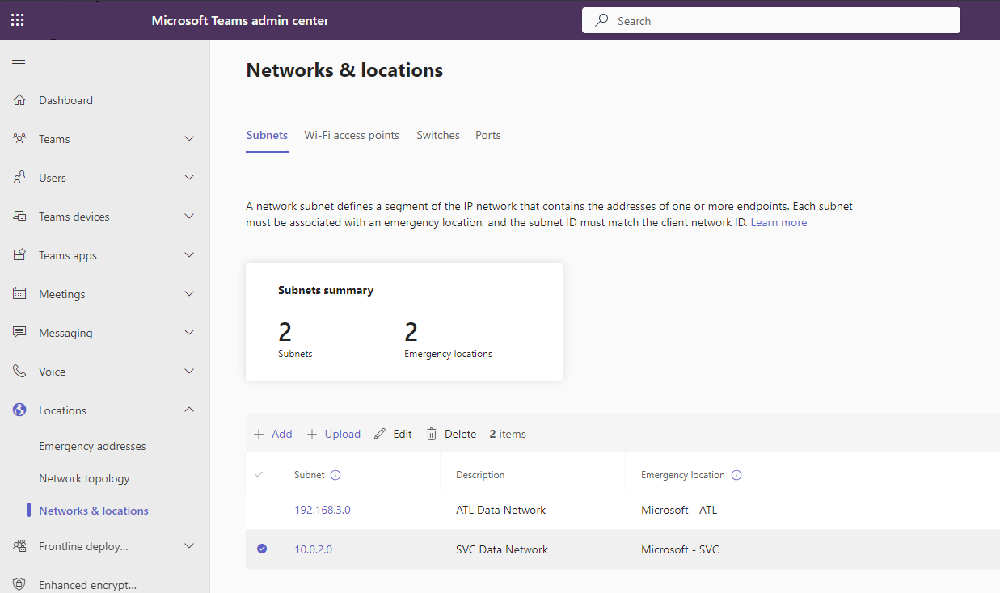 Microsoft Teams admin center
Search
Networks & locations
Dashboard
Teams
Users
Teams devices
Teams apps
Meetings
Messaging
Voice
Locations
Emergency addresses
Network topology
Networks & locations
Frontline deploy...
Enhanced encrypt...
Subnets Wi-Fi access points Switches Ports
A network subnet defines a segment of the IP network that contains the addresses of one or more endpoints. Each subnet
must be associated with an emergency location, and the subnet ID must match the client network ID. Learn more
Subnets summary
2 2
Subnets Emergency locations
Add Upload Edit Delete 2 items
Subnet Description Emergency location
192.168.3.0 ATL Data Network Microsoft - ATL
10.0.2.0 SVC Data Network Microsoft - SVC